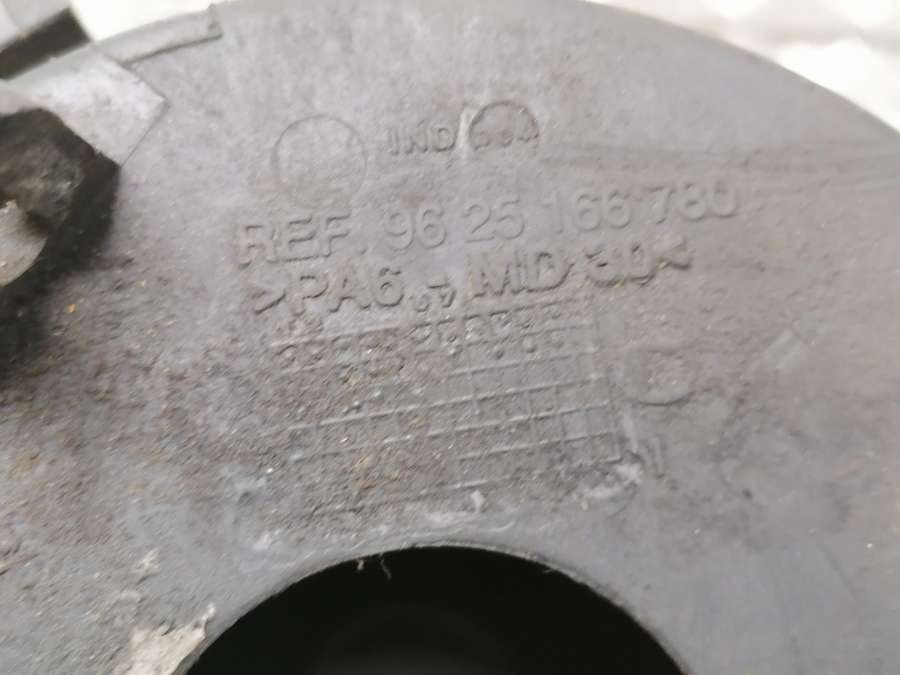 IND
REF. 96 25 166 780
>PA6 - MD 30<